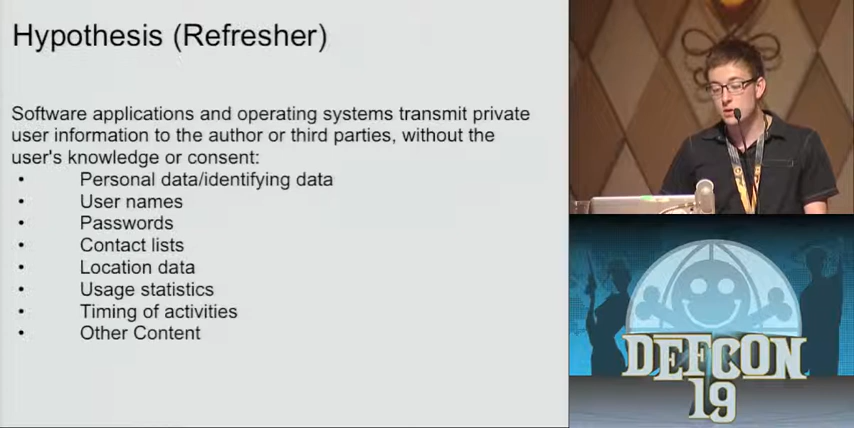 Hypothesis (Refresher)
Software applications and operating systems transmit private
user information to the author or third parties, without the
user's knowledge or consent:
• Personal data/identifying data
• User names
• Passwords
• Contact lists
• Location data
• Usage statistics
• Timing of activities
• Other Content
DEFCON
19